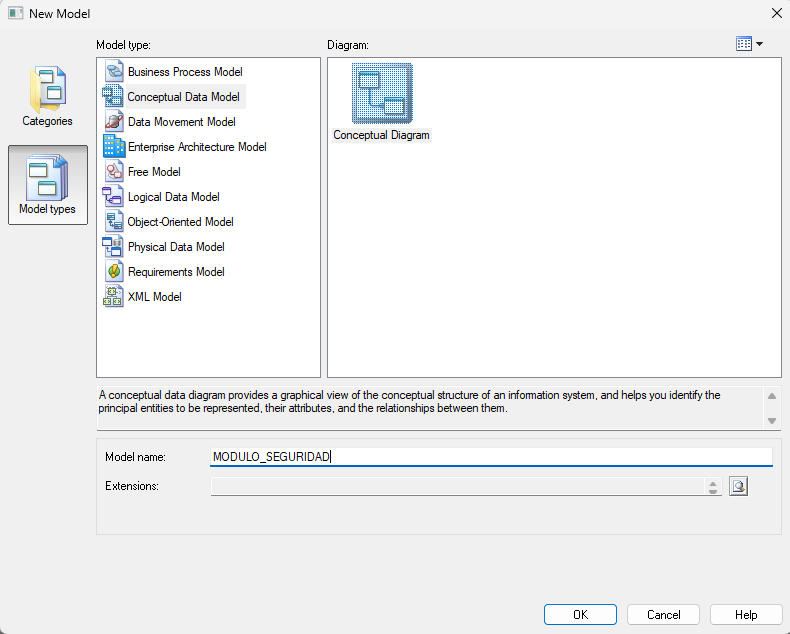 New Model
Model type:
Diagram:
Categories
Model types
Business Process Model
Conceptual Data Model
Data Movement Model
Enterprise Architecture Model
Free Model
Logical Data Model
Object-Oriented Model
Physical Data Model
Requirements Model
XML Model
Conceptual Diagram
A conceptual data diagram provides a graphical view of the conceptual structure of an information system, and helps you identify the
principal entities to be represented, their attributes, and the relationships between them.
Model name:
MODULO_SEGURIDAD
Extensions:
OK
Cancel
Help